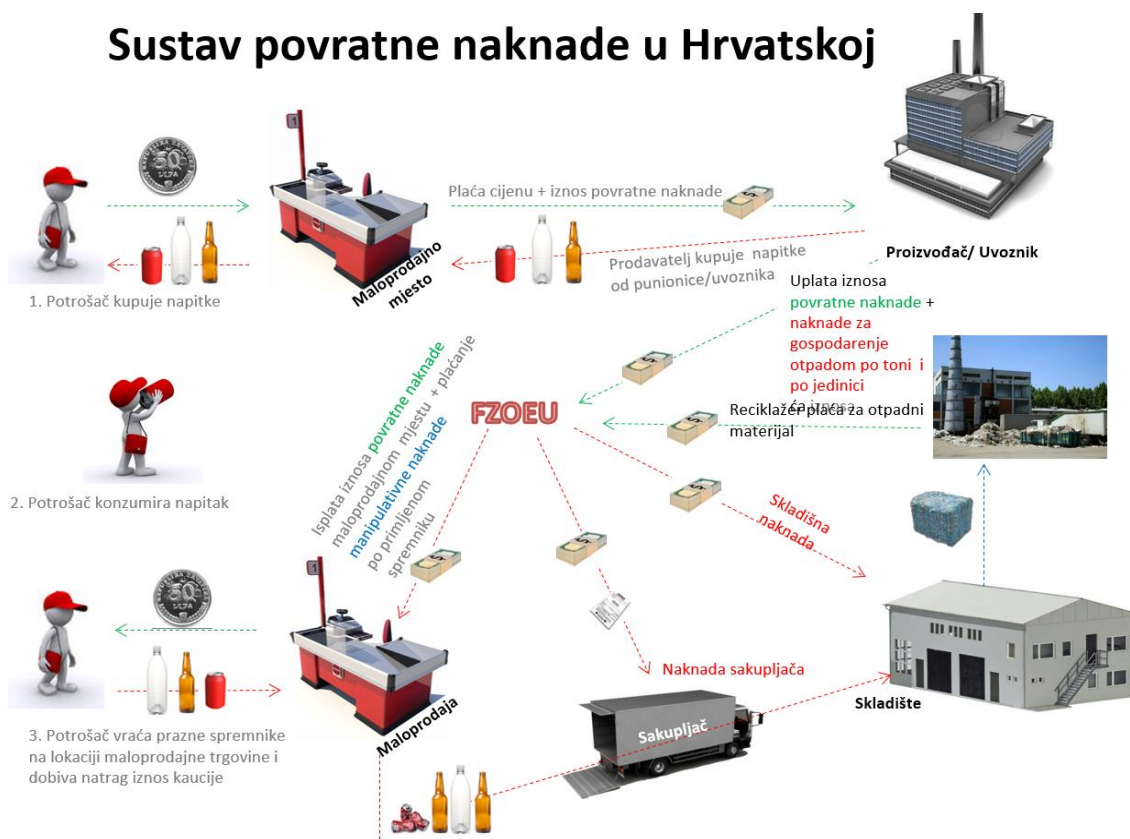 Sustav povratne naknade u Hrvatskoj
1
50
LIPA
Plaća cijenu + iznos povratne naknade
Maloprodajno
mjesto
Prodavatelj kupuje napitke
od punionice/uvoznika
Proizvođač/ Uvoznik
1. Potrošač kupuje napitke
Uplata iznosa
povratne naknade +
naknade za
gospodarenje
otpadom po toni i
po jedinici
Isplata iznosa povratne naknade
maloprodajnom mjestu + plaćanje
manipulativne naknade
po primljenom
spremniku
FZOEU
Reciklažer plaća za otpadni
materijal
2. Potrošač konzumira napitak
Skladišna
naknada
1
50
LIPA
Naknada sakupljača
Skladište
Sakupljač
Maloprodaja
3. Potrošač vraća prazne spremnike
na lokaciji maloprodajne trgovine i
dobiva natrag iznos kaucije